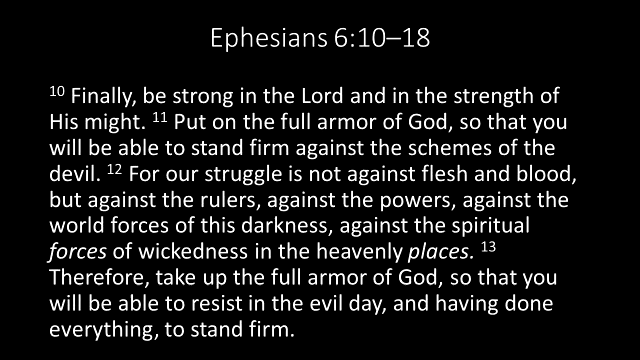 Ephesians 6:10–18
10 Finally, be strong in the Lord and in the strength of
His might. 11 Put on the full armor of God, so that you
will be able to stand firm against the schemes of the
devil. 12 For our struggle is not against flesh and blood,
but against the rulers, against the powers, against the
world forces of this darkness, against the spiritual
forces of wickedness in the heavenly places. 13
Therefore, take up the full armor of God, so that you
will be able to resist in the evil day, and having done
everything, to stand firm.